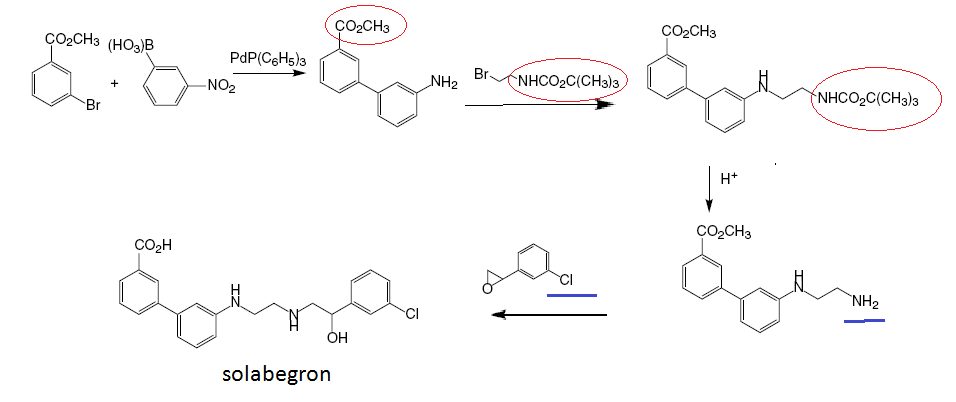 CO₂CH₃
(HO₃)B
Br
+
NO₂
PdP(C₆H₅)₃
CO₂CH₃
NH₂
Br
NHCO₂C(CH₃)₃
CO₂CH₃
H
N
NHCO₂C(CH₃)₃
H⁺
CO₂CH₃
H
N
NH₂
O
Cl
CO₂H
H
N
N
H
OH
Cl
solabegron